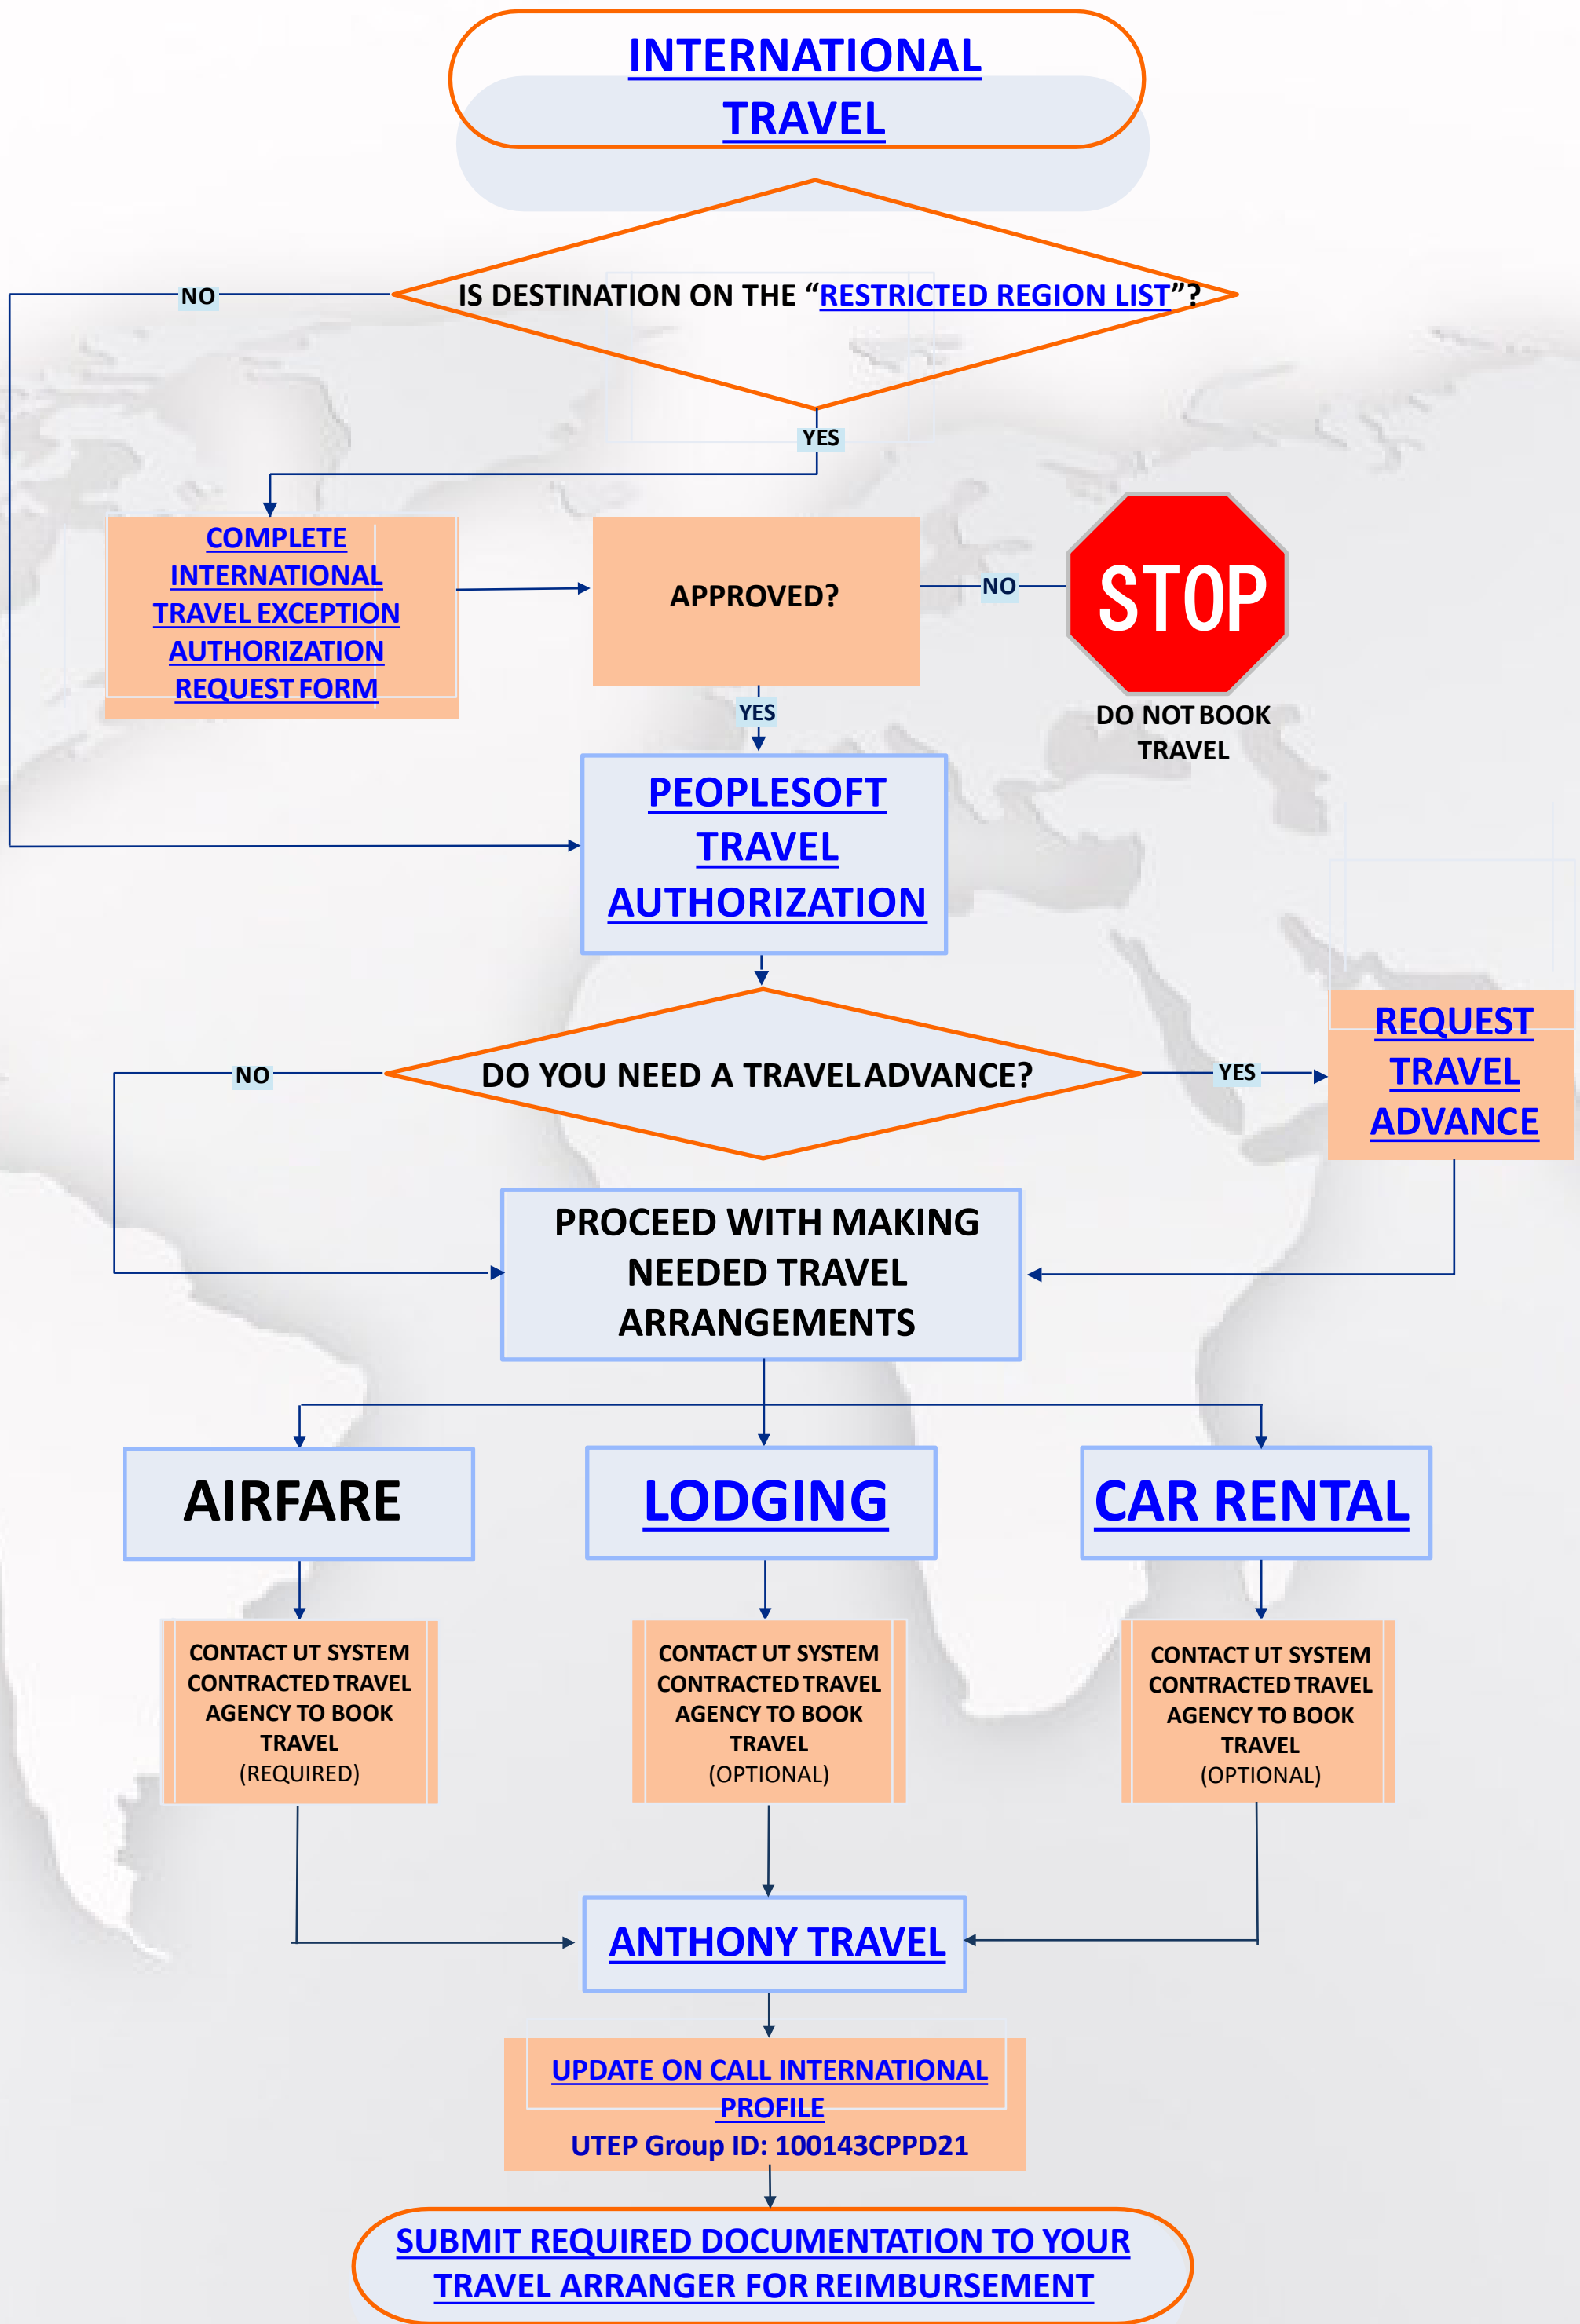 INTERNATIONAL
TRAVEL
IS DESTINATION ON THE “RESTRICTED REGION LIST”?
NO
YES
COMPLETE
INTERNATIONAL
TRAVEL EXCEPTION
AUTHORIZATION
REQUEST FORM
APPROVED?
NO
STOP
DO NOT BOOK
TRAVEL
YES
PEOPLESOFT
TRAVEL
AUTHORIZATION
DO YOU NEED A TRAVEL ADVANCE?
NO
YES
REQUEST
TRAVEL
ADVANCE
PROCEED WITH MAKING
NEEDED TRAVEL
ARRANGEMENTS
AIRFARE
LODGING
CAR RENTAL
CONTACT UT SYSTEM
CONTRACTED TRAVEL
AGENCY TO BOOK
TRAVEL
(REQUIRED)
CONTACT UT SYSTEM
CONTRACTED TRAVEL
AGENCY TO BOOK
TRAVEL
(OPTIONAL)
CONTACT UT SYSTEM
CONTRACTED TRAVEL
AGENCY TO BOOK
TRAVEL
(OPTIONAL)
ANTHONY TRAVEL
UPDATE ON CALL INTERNATIONAL
PROFILE
UTEP Group ID: 100143CPPD21
SUBMIT REQUIRED DOCUMENTATION TO YOUR
TRAVEL ARRANGER FOR REIMBURSEMENT